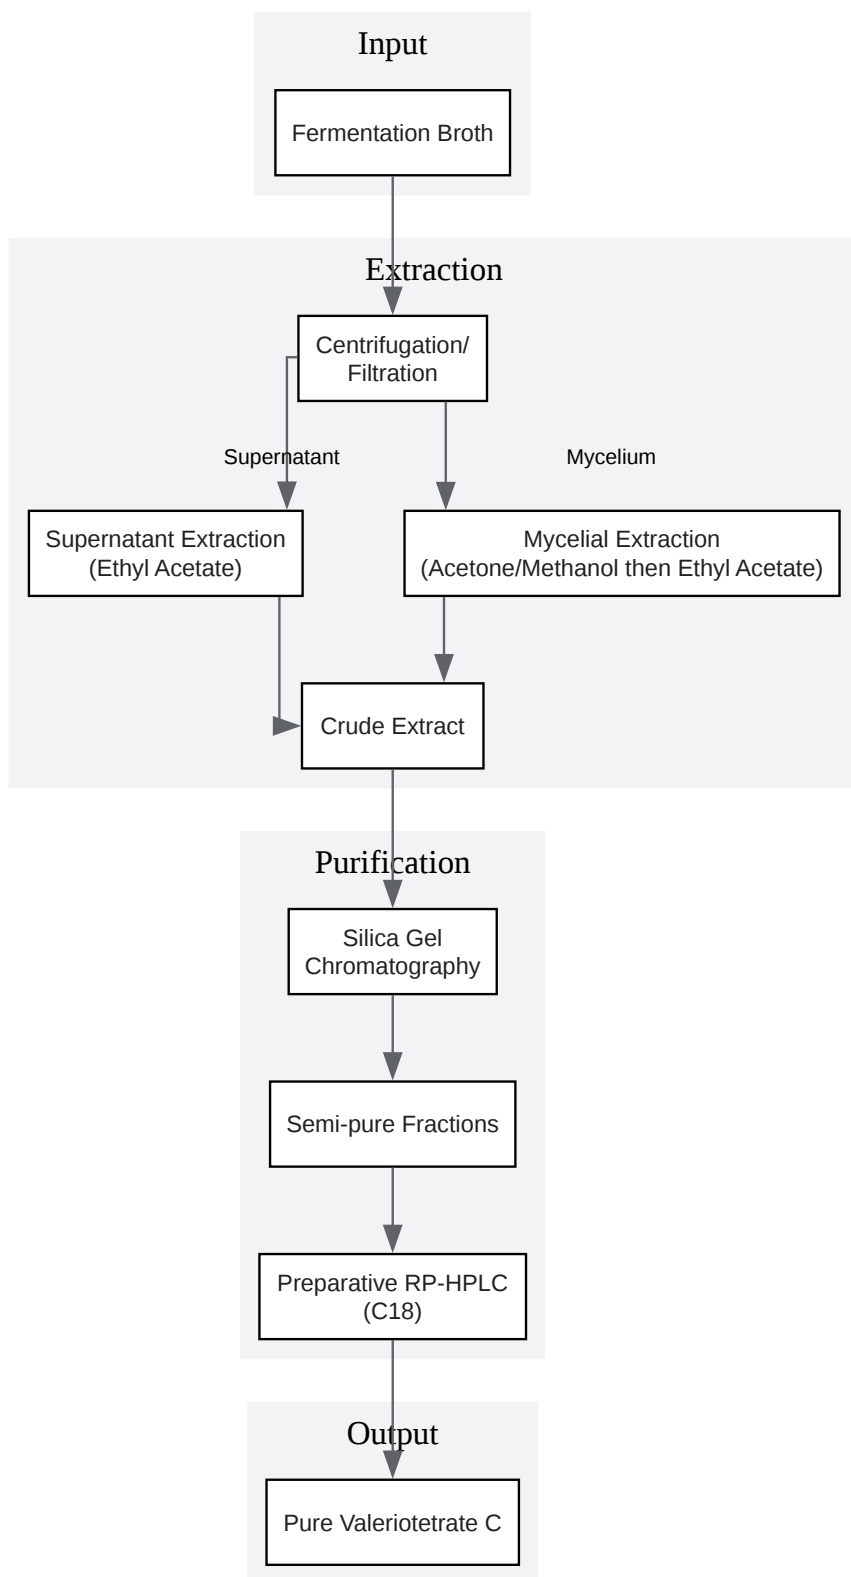 Input
Fermentation Broth
Extraction
Centrifugation/
Filtration
Supernatant
Mycelium
Supernatant Extraction
(Ethyl Acetate)
Mycelial Extraction
(Acetone/Methanol then Ethyl Acetate)
Crude Extract
Purification
Silica Gel
Chromatography
Semi-pure Fractions
Preparative RP-HPLC
(C18)
Output
Pure Valeriotetrate C